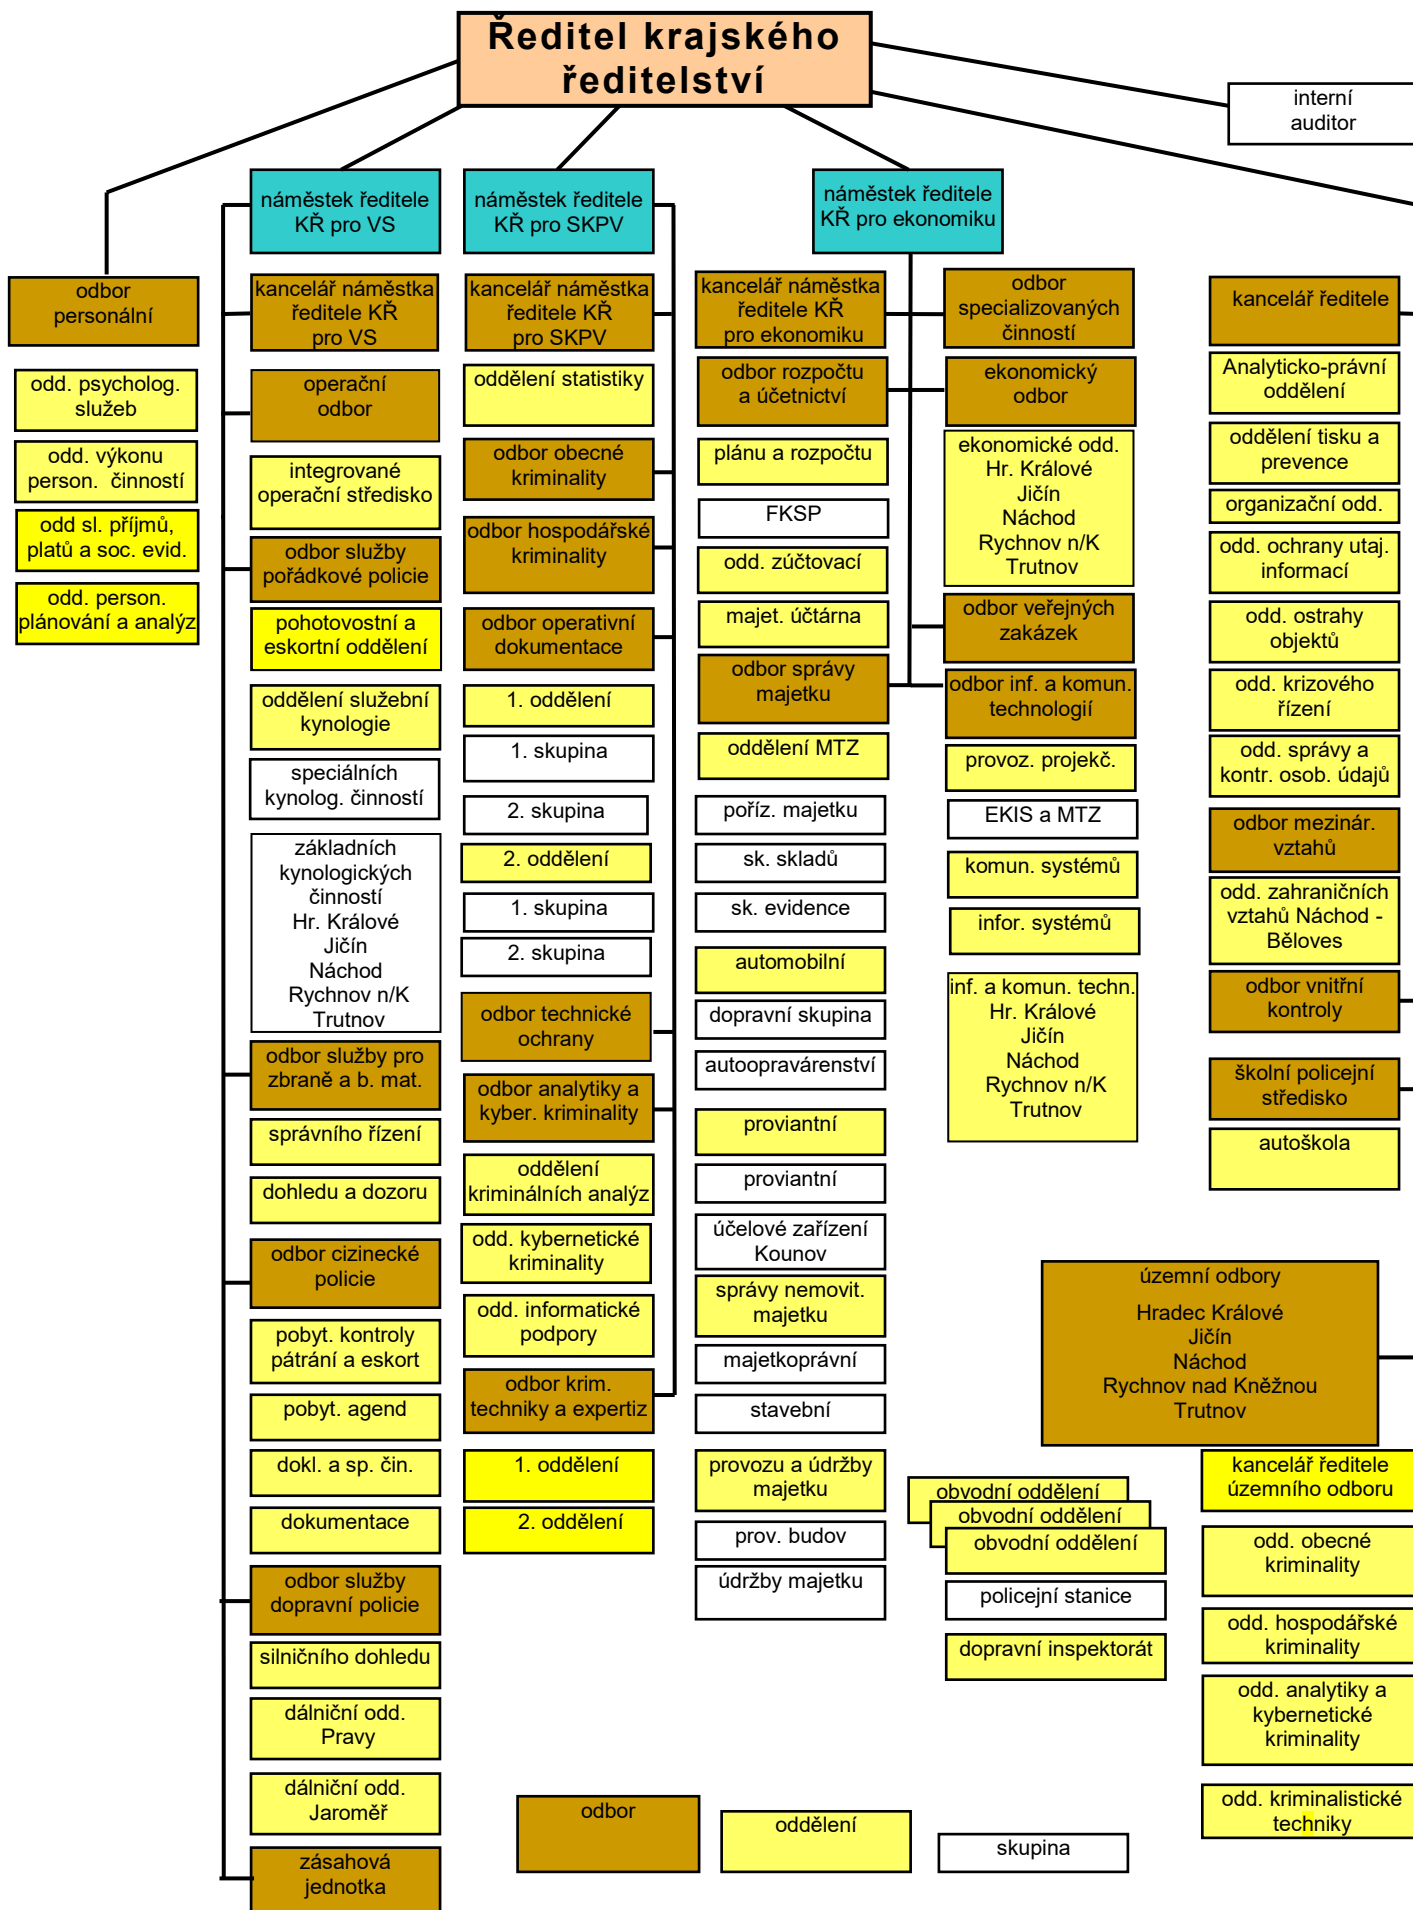 Ředitel krajského
ředitelství
interní
auditor
náměstek ředitele
KŘ pro VS
náměstek ředitele
KŘ pro SKPV
náměstek ředitele
KŘ pro ekonomiku
odbor
personální
odd. psycholog.
služeb
odd. výkonu
person. činností
odd sl. příjmů,
platů a soc. evid.
odd. person.
plánování a analýz
kancelář náměstka
ředitele KŘ
pro VS
operační
odbor
integrované
operační středisko
odbor služby
pořádkové policie
pohotovostní a
eskortní oddělení
oddělení služební
kynologie
speciálních
kynolog. činností
základních
kynologických
činností
Hr. Králové
Jičín
Náchod
Rychnov n/K
Trutnov
odbor služby pro
zbraně a b. mat.
správního řízení
dohledu a dozoru
odbor cizinecké
policie
pobyt. kontroly
pátrání a eskort
pobyt. agend
dokl. a sp. čin.
dokumentace
odbor služby
dopravní policie
silničního dohledu
dálniční odd.
Pravy
dálniční odd.
Jaroměř
zásahová
jednotka
kancelář náměstka
ředitele KŘ
pro SKPV
oddělení statistiky
odbor obecné
kriminality
odbor hospodářské
kriminality
odbor operativní
dokumentace
1. oddělení
1. skupina
2. skupina
2. oddělení
1. skupina
2. skupina
odbor technické
ochrany
odbor analytiky a
kyber. kriminality
oddělení
kriminálních analýz
odd. kybernetické
kriminality
odd. informatické
podpory
odbor krim.
techniky a expertiz
1. oddělení
2. oddělení
kancelář náměstka
ředitele KŘ
pro ekonomiku
odbor rozpočtu
a účetnictví
plánu a rozpočtu
FKSP
odd. zúčtovací
majet. účtárna
odbor správy
majetku
oddělení MTZ
poříz. majetku
sk. skladů
sk. evidence
automobilní
dopravní skupina
autoopravárenství
proviantní
proviantní
účelové zařízení
Kounov
správy nemovit.
majetku
majetkoprávní
stavební
provozu a údržby
majetku
prov. budov
údržby majetku
odbor
specializovaných
činností
ekonomický
odbor
ekonomické odd.
Hr. Králové
Jičín
Náchod
Rychnov n/K
Trutnov
odbor veřejných
zakázek
odbor inf. a komun.
technologií
provoz. projekč.
EKIS a MTZ
komun. systémů
infor. systémů
inf. a komun. techn.
Hr. Králové
Jičín
Náchod
Rychnov n/K
Trutnov
kancelář ředitele
Analyticko-právní
oddělení
oddělení tisku a
prevence
organizační odd.
odd. ochrany utaj.
informací
odd. ostrahy
objektů
odd. krizového
řízení
odd. správy a
kontr. osob. údajů
odbor mezinár.
vztahů
odd. zahraničních
vztahů Náchod -
Běloves
odbor vnitřní
kontroly
školní policejní
středisko
autoškola
územní odbory
Hradec Králové
Jičín
Náchod
Rychnov nad Kněžnou
Trutnov
kancelář ředitele
územního odboru
odd. obecné
kriminality
odd. hospodářské
kriminality
odd. analytiky a
kybernetické
kriminality
odd. kriminalistické
techniky
obvodní oddělení
obvodní oddělení
obvodní oddělení
policejní stanice
dopravní inspektorát
odbor
oddělení
skupina